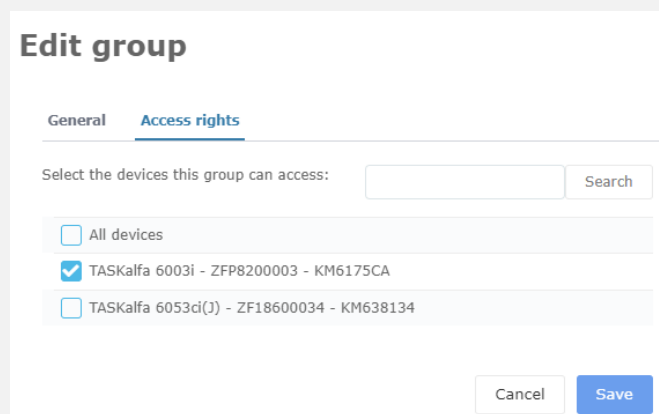 Edit group
General Access rights
Select the devices this group can access: Search
All devices
TASKalfa 6003i - ZFP8200003 - KM6175CA
TASKalfa 6053ci(J) - ZF18600034 - KM638134
Cancel Save